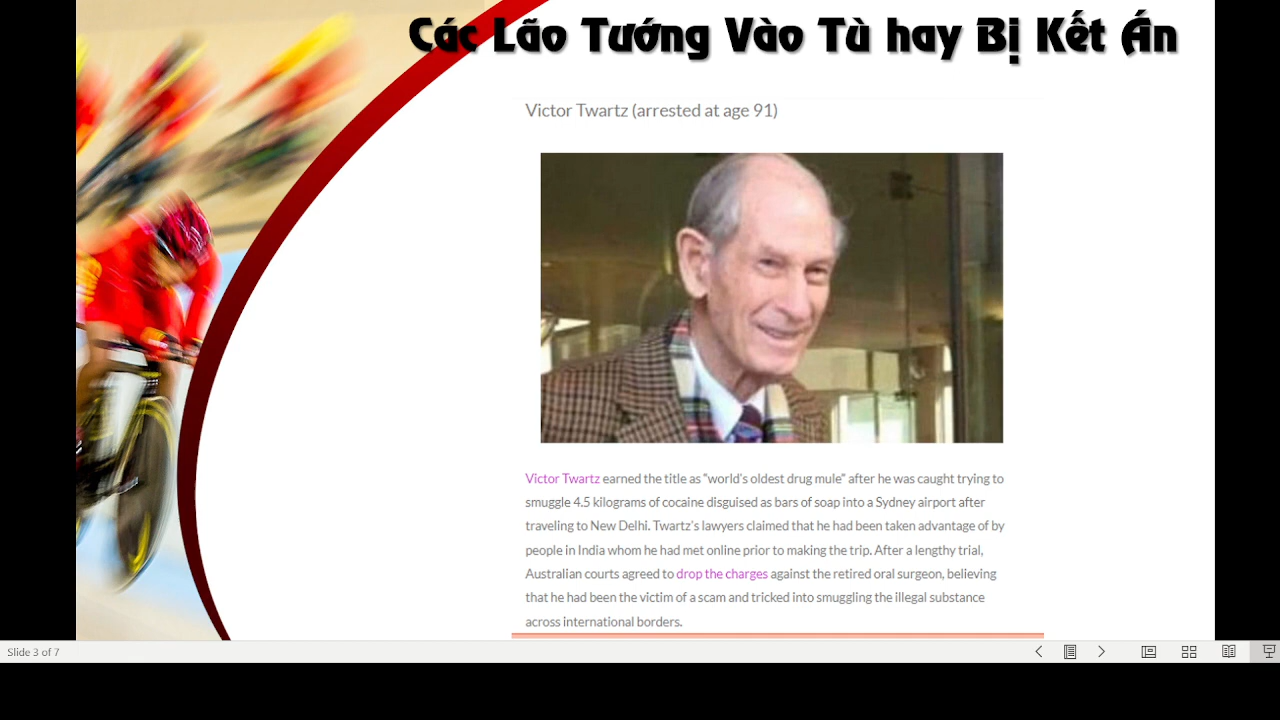 Các Lão Tướng Vào Tù hay Bị Kết Án
Victor Twartz (arrested at age 91)
Victor Twartz earned the title as “world’s oldest drug mule” after he was caught trying to
smuggle 4.5 kilograms of cocaine disguised as bars of soap into a Sydney airport after
traveling to New Delhi. Twartz’s lawyers claimed that he had been taken advantage of by
people in India whom he had met online prior to making the trip. After a lengthy trial,
Australian courts agreed to drop the charges against the retired oral surgeon, believing
that he had been the victim of a scam and tricked into smuggling the illegal substance
across international borders.
Slide 3 of 7